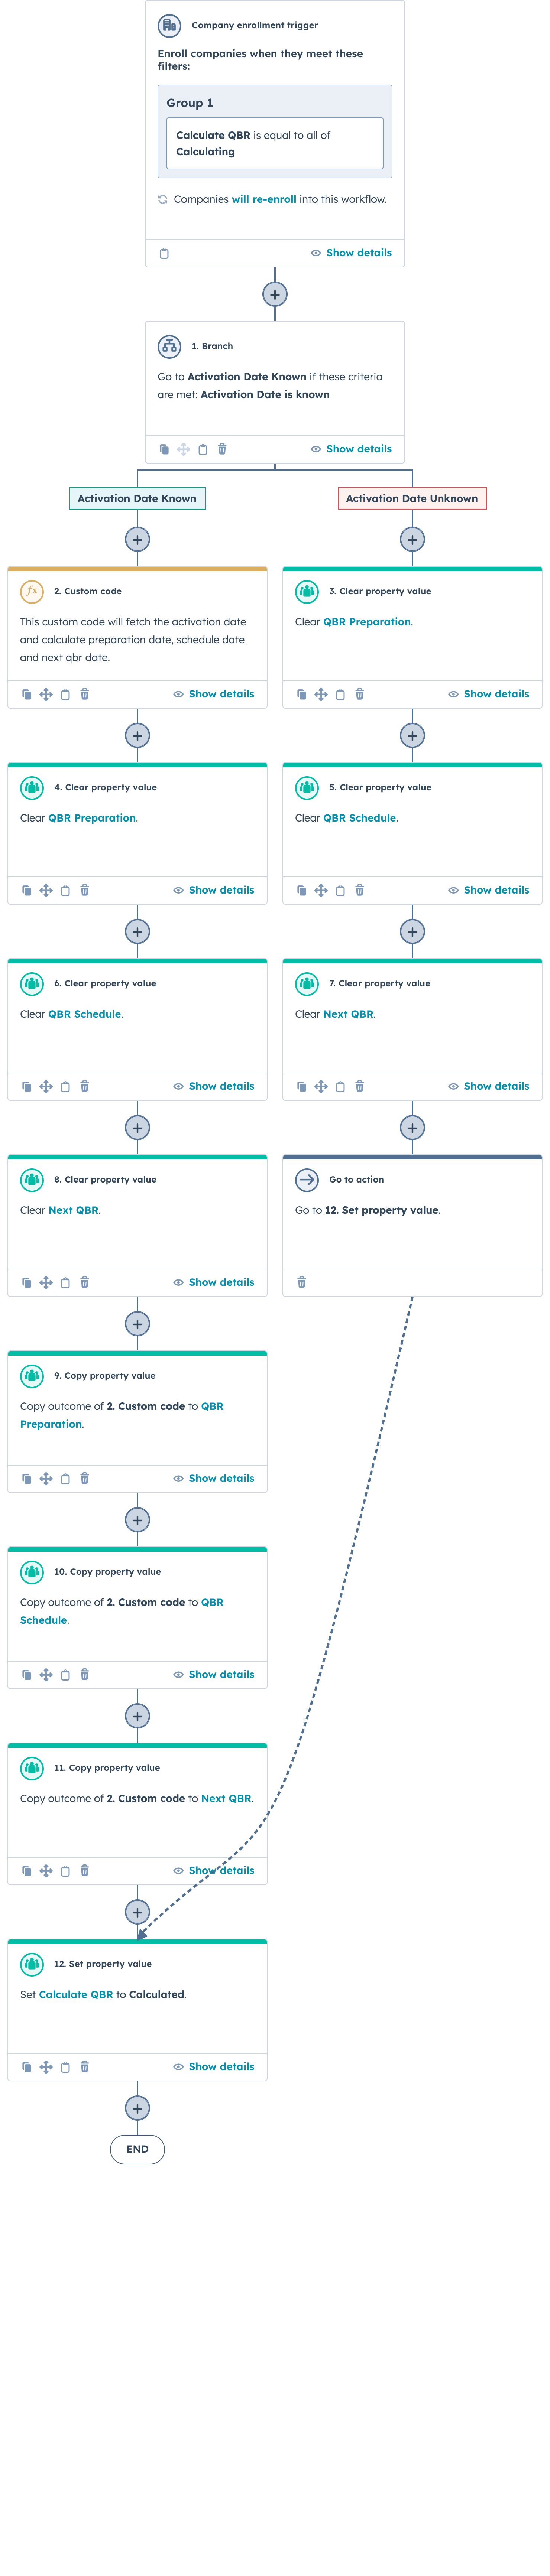 Company enrollment trigger
Enroll companies when they meet these
filters:
Group 1
Calculate QBR is equal to all of
Calculating
Companies will re-enroll into this workflow.
Show details
1. Branch
Go to Activation Date Known if these criteria
are met: Activation Date is known
Show details
Activation Date Known
Activation Date Unknown
2. Custom code
This custom code will fetch the activation date
and calculate preparation date, schedule date
and next qbr date.
Show details
3. Clear property value
Clear QBR Preparation.
Show details
4. Clear property value
Clear QBR Preparation.
Show details
5. Clear property value
Clear QBR Schedule.
Show details
6. Clear property value
Clear QBR Schedule.
Show details
7. Clear property value
Clear Next QBR.
Show details
8. Clear property value
Clear Next QBR.
Show details
Go to action
Go to 12. Set property value.
9. Copy property value
Copy outcome of 2. Custom code to QBR
Preparation.
Show details
10. Copy property value
Copy outcome of 2. Custom code to QBR
Schedule.
Show details
11. Copy property value
Copy outcome of 2. Custom code to Next QBR.
Show details
12. Set property value
Set Calculate QBR to Calculated.
Show details
END